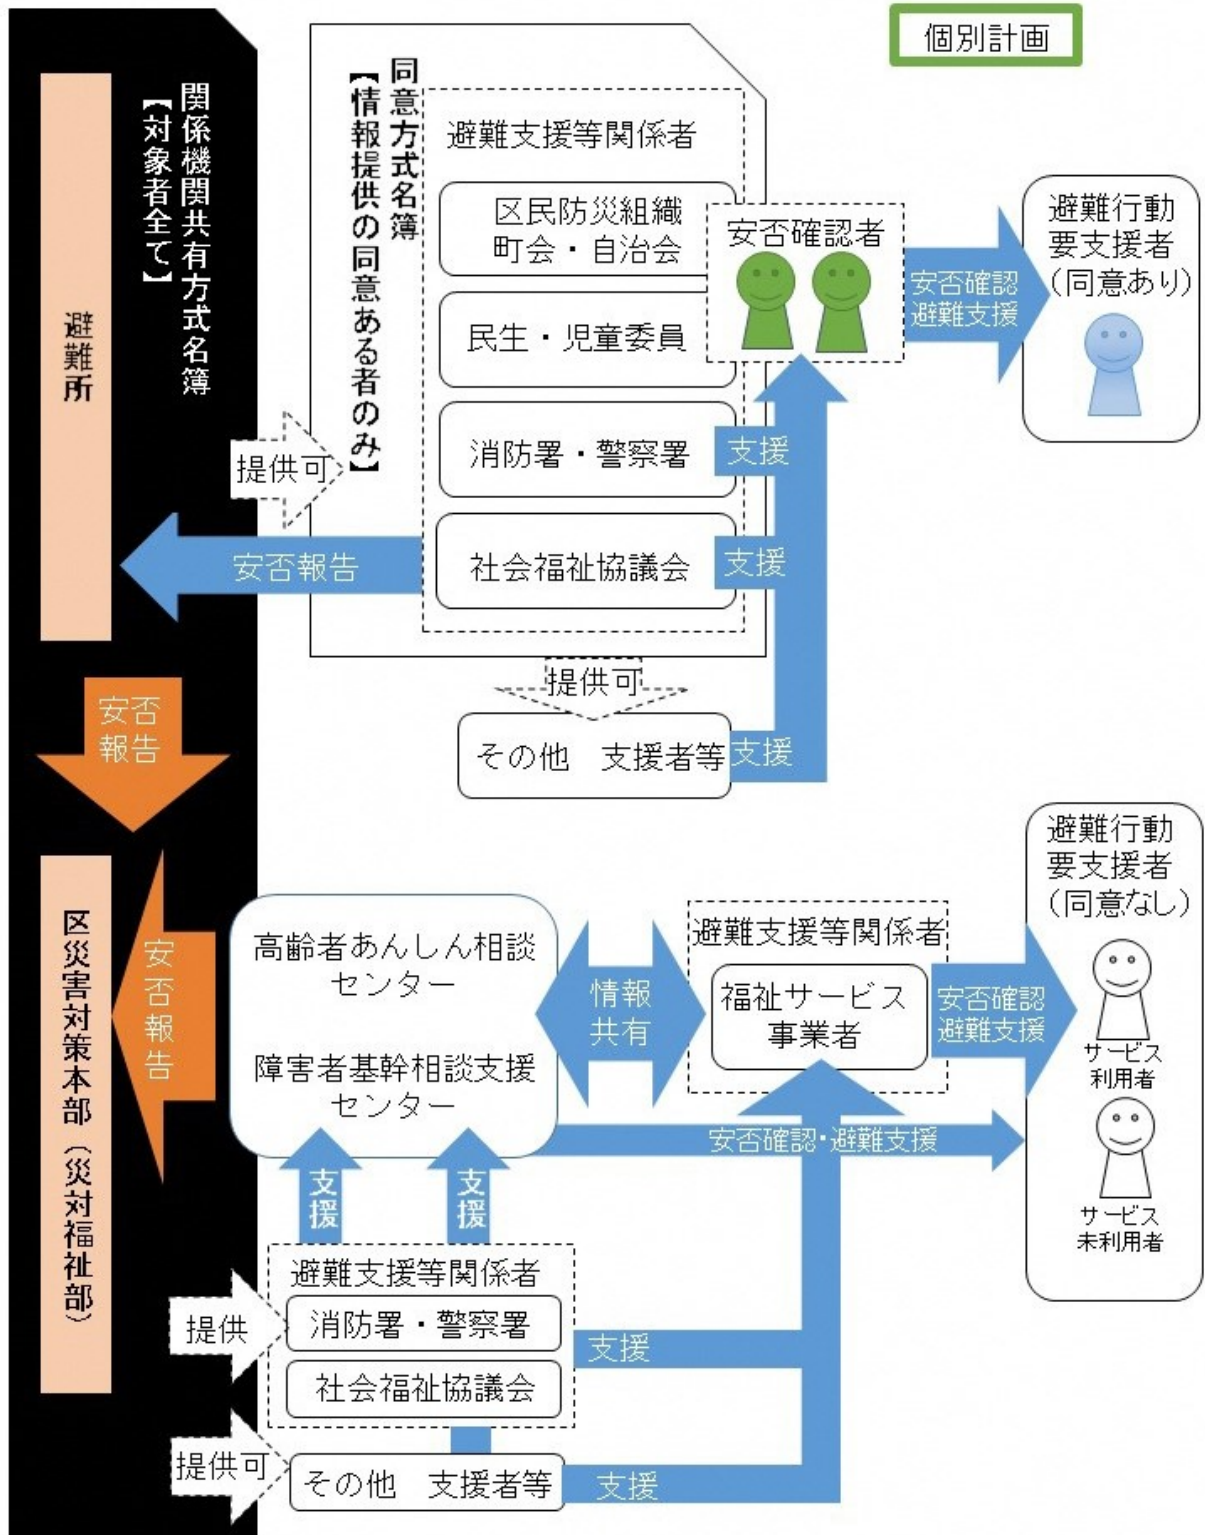 個別計画
関係機関共有方式名簿
【対象者全て】
避難所
同意方式名簿
【情報提供の同意ある者のみ】
避難支援等関係者
区民防災組織
町会・自治会
民生・児童委員
消防署・警察署
社会福祉協議会
安否確認者
安否確認
避難支援
避難行動
要支援者
（同意あり）
提供可
支援
支援
安否報告
提供可
その他　支援者等
支援
安否
報告
区災害対策本部（災対福祉部）
安否報告
高齢者あんしん相談
センター
障害者基幹相談支援
センター
情報
共有
避難支援等関係者
福祉サービス
事業者
安否確認
避難支援
避難行動
要支援者
（同意なし）
サービス
利用者
サービス
未利用者
安否確認・避難支援
支援
支援
避難支援等関係者
消防署・警察署
社会福祉協議会
提供
支援
提供可
その他　支援者等
支援